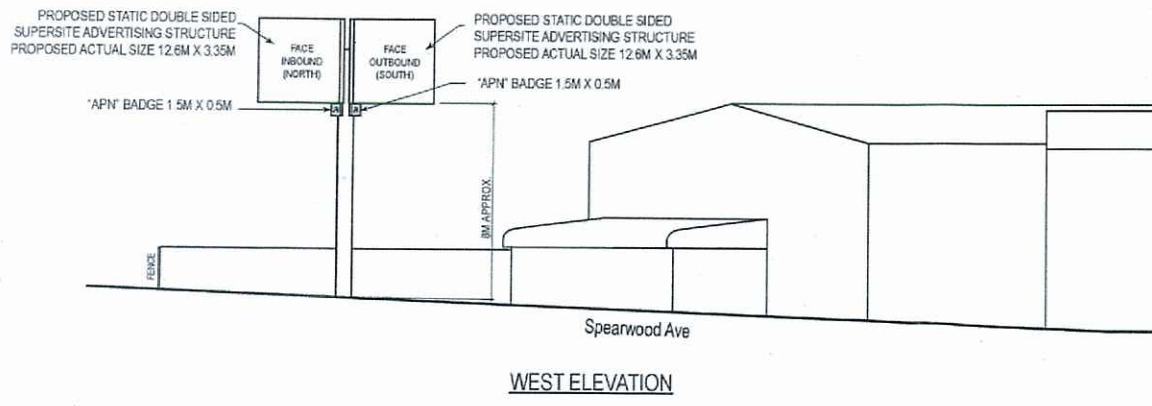 PROPOSED STATIC DOUBLE SIDED
SUPERSITE ADVERTISING STRUCTURE
PROPOSED ACTUAL SIZE 12.6M X 3.35M
FACE
INBOUND
(NORTH)
FACE
OUTBOUND
(SOUTH)
PROPOSED STATIC DOUBLE SIDED
SUPERSITE ADVERTISING STRUCTURE
PROPOSED ACTUAL SIZE 12.6M X 3.35M
"APN" BADGE 1.5M X 0.5M
"APN" BADGE 1.5M X 0.5M
8M APPROX.
FENCE
Spearwood Ave
WEST ELEVATION